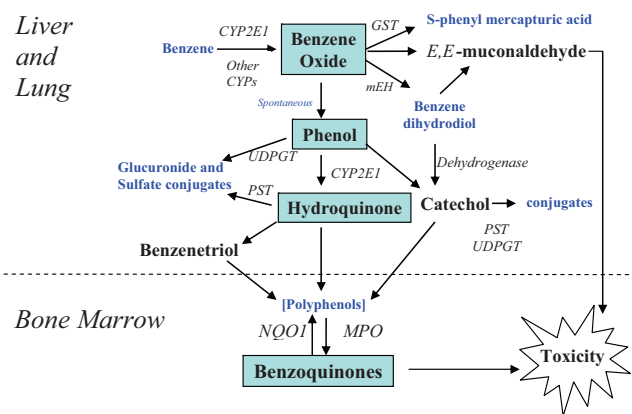 Liver
and
Lung
Benzene
CYP2E1
Other
CYPs
Benzene
Oxide
GST
S-phenyl mercapturic acid
E,E-muconaldehyde
mEH
Benzene
dihydrodiol
Spontaneous
Phenol
UDPGT
Glucuronide and
Sulfate conjugates
CYP2E1
Dehydrogenase
PST
Hydroquinone
Catechol
conjugates
PST
UDPGT
Benzenetriol
Bone Marrow
[Polyphenols]
NQO1
MPO
Benzoquinones
Toxicity